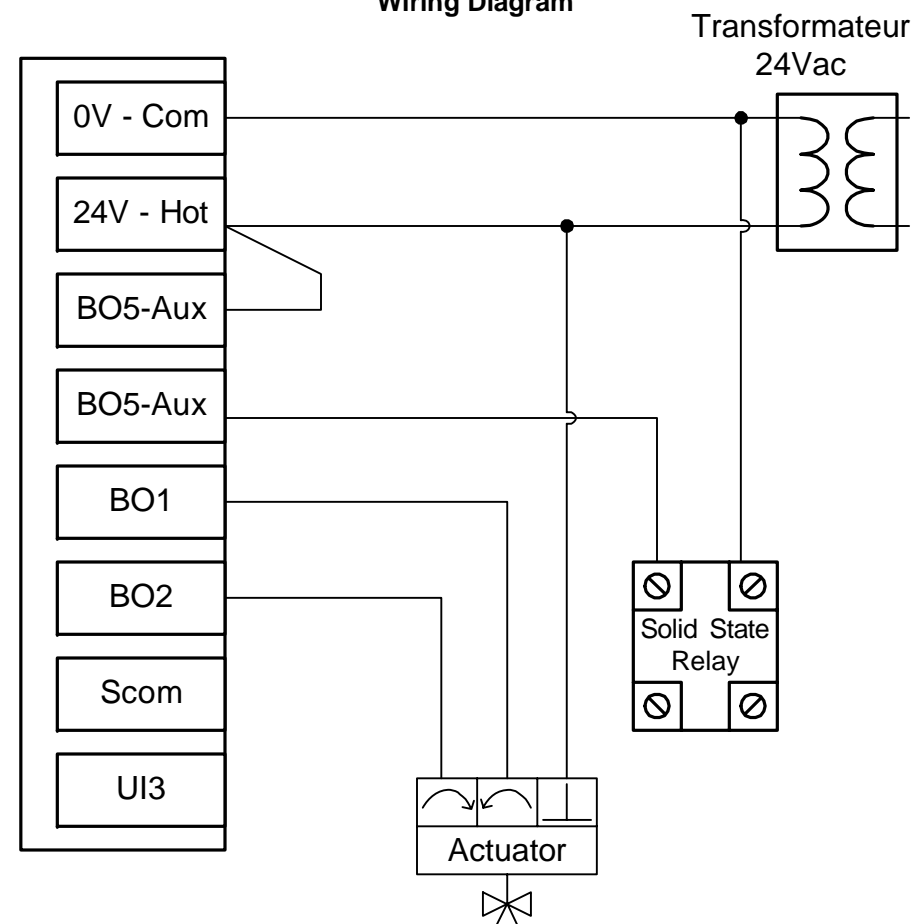 Wiring Diagram
Transformateur
24Vac
0V - Com
24V - Hot
BO5-Aux
BO5-Aux
BO1
BO2
Scom
UI3
Solid State
Relay
Actuator